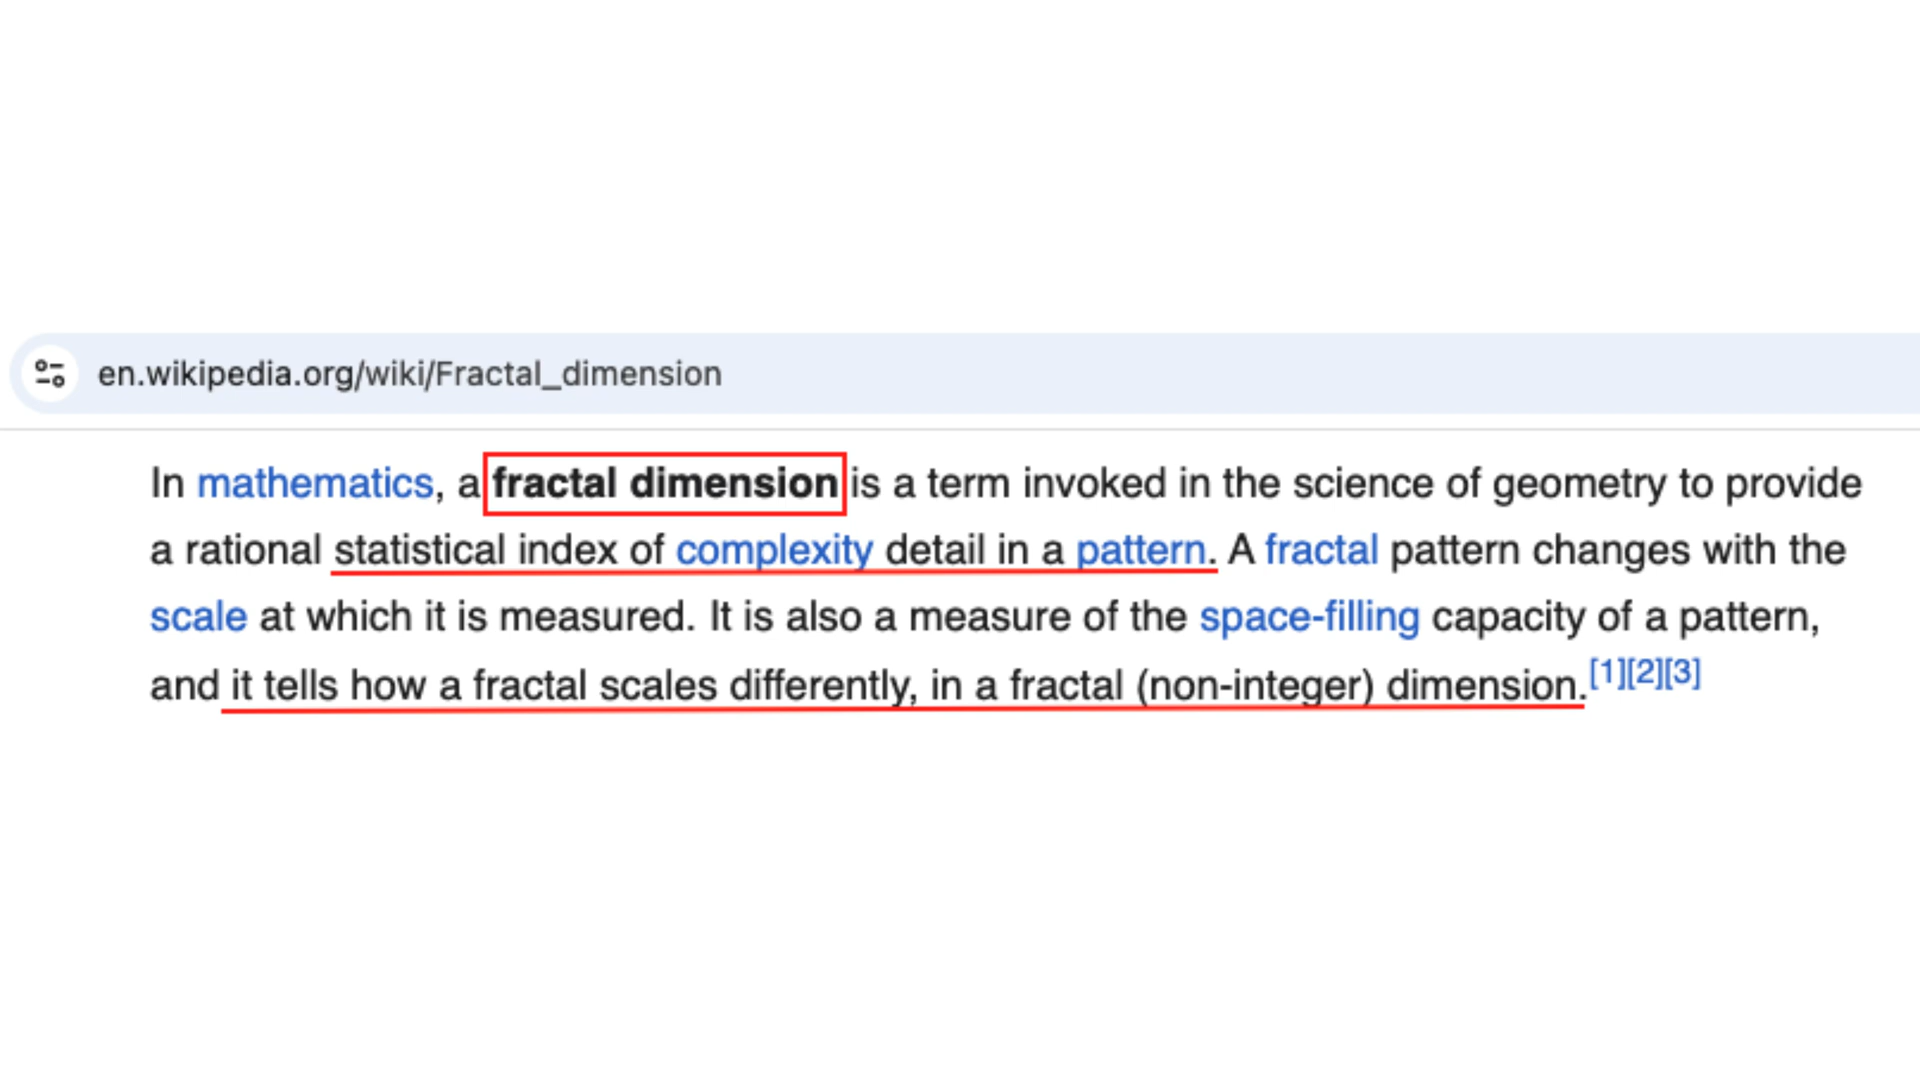 en.wikipedia.org/wiki/Fractal_dimension
In mathematics, a fractal dimension is a term invoked in the science of geometry to provide
a rational statistical index of complexity detail in a pattern. A fractal pattern changes with the
scale at which it is measured. It is also a measure of the space-filling capacity of a pattern,
and it tells how a fractal scales differently, in a fractal (non-integer) dimension.[1][2][3]